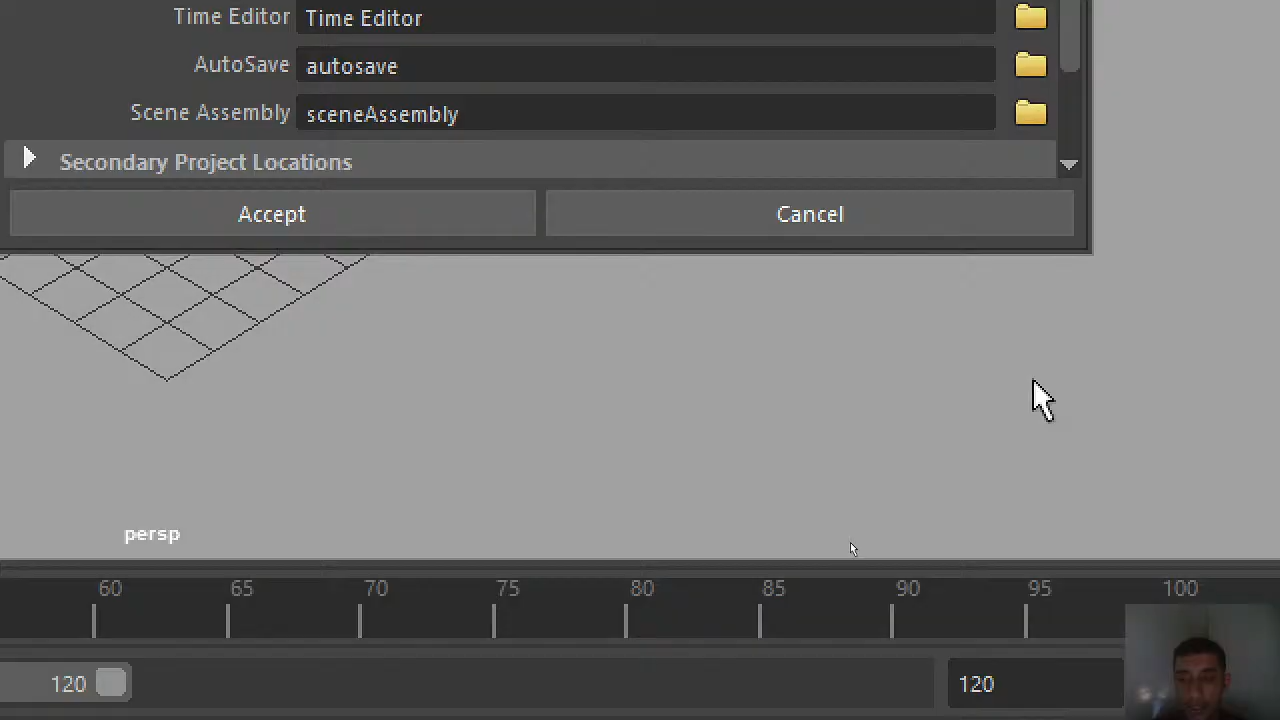 Time Editor Time Editor
AutoSave autosave
Scene Assembly sceneAssembly
Secondary Project Locations
Accept Cancel
persp
60 65 70 75 80 85 90 95 100
120 120